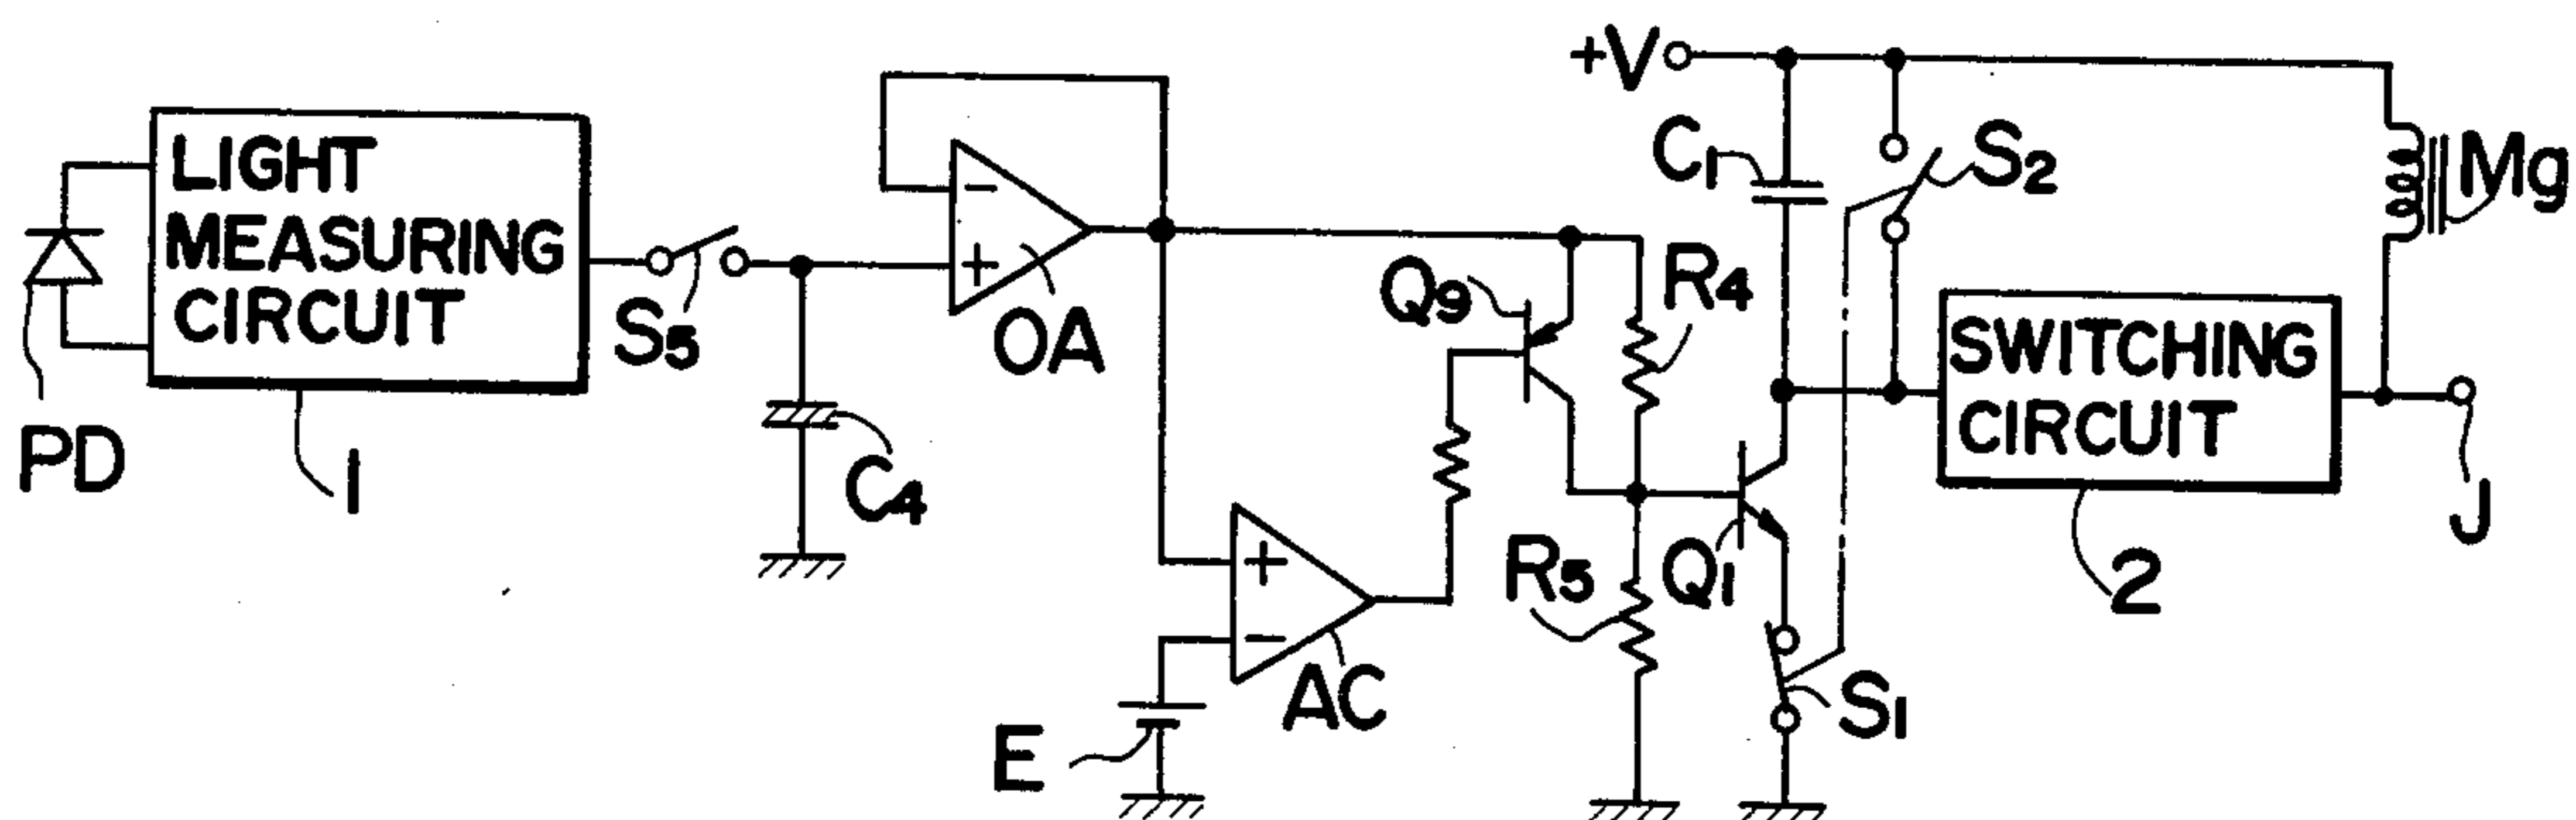 +V
LIGHT
MEASURING
CIRCUIT
PD
1
S5
C4
OA
AC
E
Q9
R4
R5
Q1
C1
S2
S1
SWITCHING
CIRCUIT
2
Mg
J